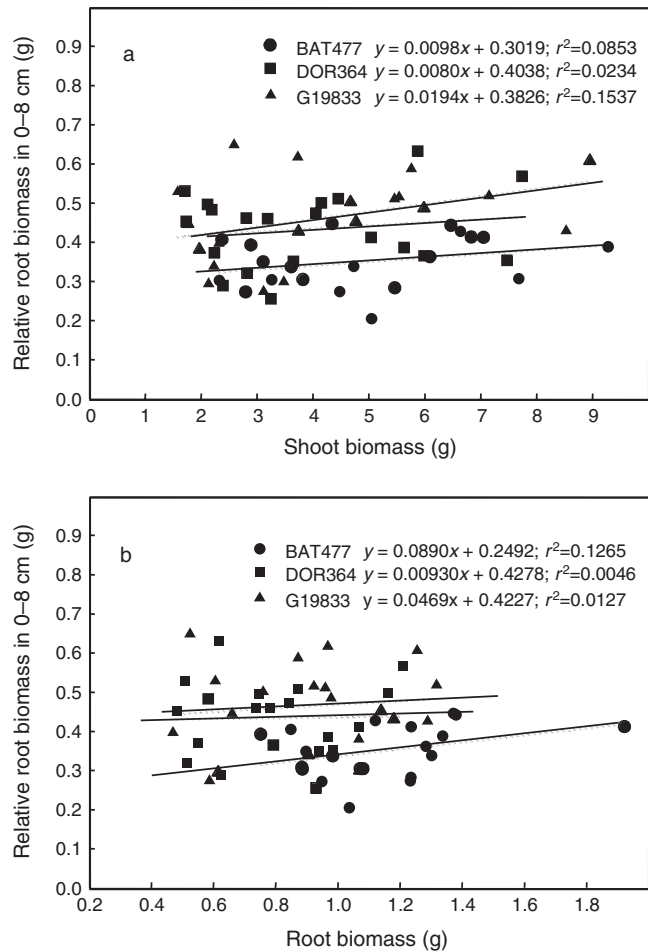 a
BAT477 y = 0.0098x + 0.3019; r²=0.0853
DOR364 y = 0.0080x + 0.4038; r²=0.0234
G19833 y = 0.0194x + 0.3826; r²=0.1537
Relative root biomass in 0–8 cm (g)
0.9
0.8
0.7
0.6
0.5
0.4
0.3
0.2
0.1
0.0
0 1 2 3 4 5 6 7 8 9
Shoot biomass (g)
b
BAT477 y = 0.0890x + 0.2492; r²=0.1265
DOR364 y = 0.00930x + 0.4278; r²=0.0046
G19833 y = 0.0469x + 0.4227; r²=0.0127
Relative root biomass in 0–8 cm (g)
0.9
0.8
0.7
0.6
0.5
0.4
0.3
0.2
0.1
0.0
0.2 0.4 0.6 0.8 1.0 1.2 1.4 1.6 1.8
Root biomass (g)